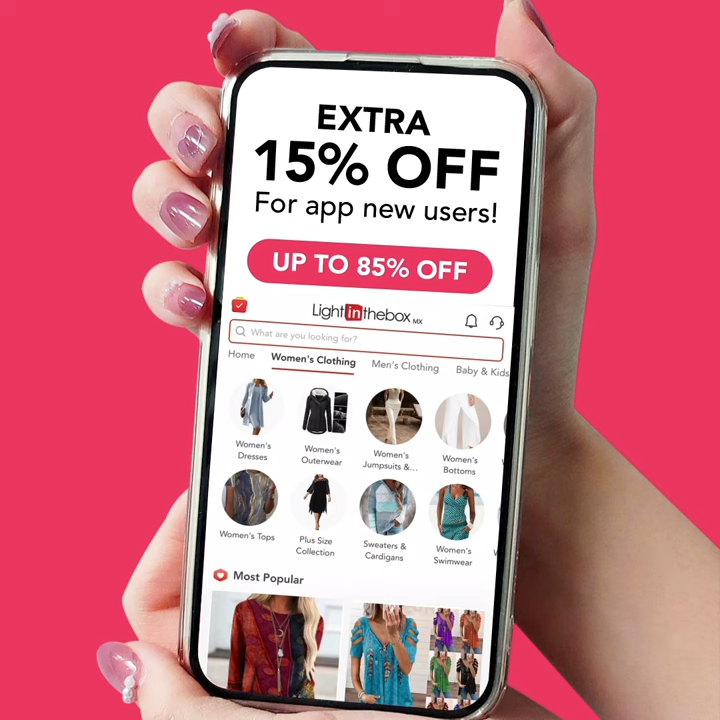 EXTRA
15% OFF
For app new users!
UP TO 85% OFF
Lightinthebox MX
What are you looking for?
Home Women's Clothing Men's Clothing Baby & Kids
Women's Dresses
Women's Outerwear
Women's Jumpsuits &...
Women's Bottoms
Women's Tops
Plus Size Collection
Sweaters & Cardigans
Women's Swimwear
Most Popular